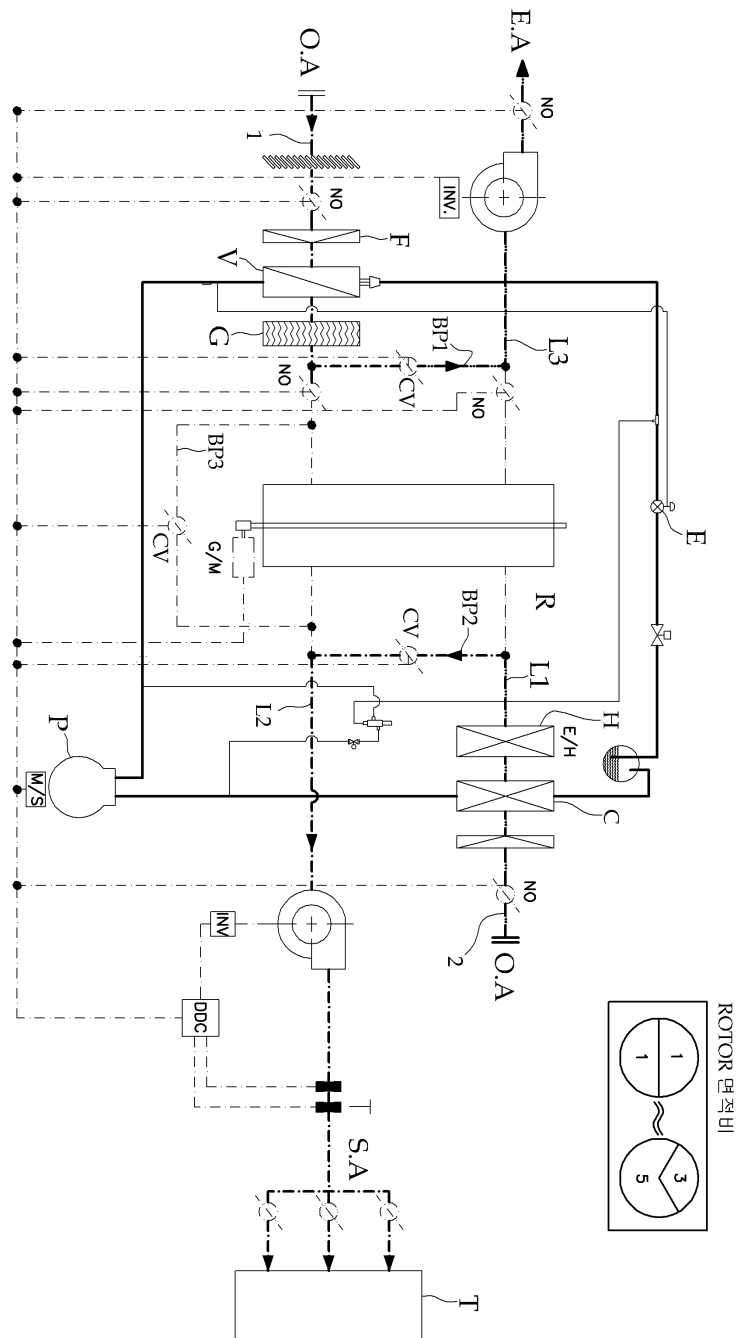 ROTOR 면적비
1
1
3
5
E
H
C
E.A
NO
INV.
L3
BP1
NO
R
BP2
L1
E/H
NO
2
O.A
CV
CV
O.A
1
NO
F
V
G
NO
G/M
BP3
CV
L2
P
M/S
INV
DDC
S.A
T